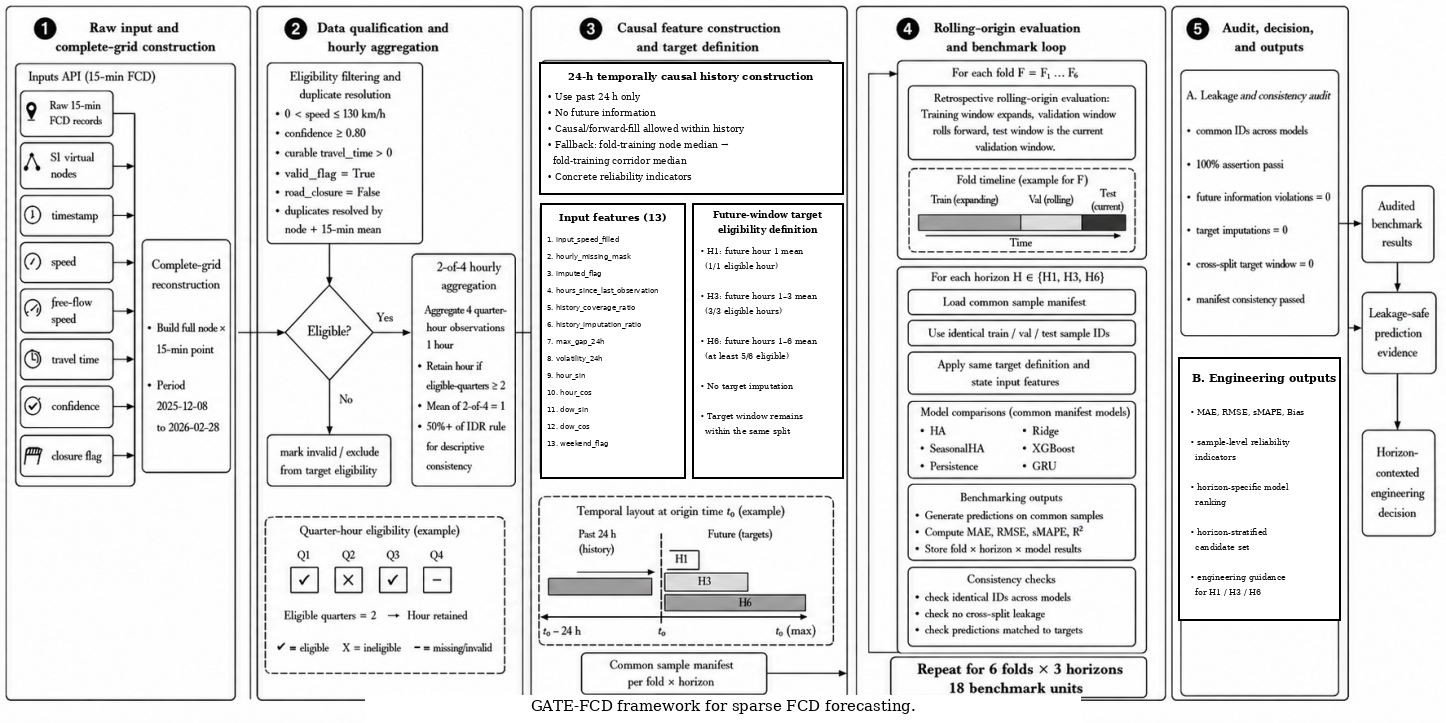 1
Raw input and
complete-grid construction
Inputs API (15-min FCD)
Raw 15-min
FCD records
S1 virtual
nodes
timestamp
speed
free-flow
speed
travel time
confidence
closure flag
Complete-grid
reconstruction
• Build full node ×
15-min point
• Period
2025-12-08
to 2026-02-28
2
Data qualification and
hourly aggregation
Eligibility filtering and
duplicate resolution
• 0 < speed ≤ 130 km/h
• confidence ≥ 0.80
• curable travel_time > 0
• valid_flag = True
• road_closure = False
• duplicates resolved by
node + 15-min mean
Eligible?
Yes
No
mark invalid / exclude
from target eligibility
2-of-4 hourly
aggregation
Aggregate 4 quarter-
hour observations
1 hour
• Retain hour if
eligible-quarters ≥ 2
• Mean of 2-of-4 = 1
• 50%+ of IDR rule
for descriptive
consistency
Quarter-hour eligibility (example)
Q1 Q2 Q3 Q4
✓ X ✓ –
Eligible quarters = 2 → Hour retained
✔ = eligible X = ineligible – = missing/invalid
3
Causal feature construction
and target definition
24-h temporally causal history construction
• Use past 24 h only
• No future information
• Causal/forward-fill allowed within history
• Fallback: fold-training node median —
fold-training corridor median
• Concrete reliability indicators
Input features (13)
1. input_speed_filled
2. hourly_missing_mask
3. imputed_flag
4. hours_since_last_observation
5. history_coverage_ratio
6. history_imputation_ratio
7. max_gap_24h
8. volatility_24h
9. hour_sin
10. hour_cos
11. dow_sin
12. dow_cos
13. weekend_flag
Future-window target
eligibility definition
• H1: future hour 1 mean
(1/1 eligible hour)
• H3: future hours 1–3 mean
(3/3 eligible hours)
• H6: future hours 1–6 mean
(at least 5/6 eligible)
• No target imputation
• Target window remains
within the same split
Temporal layout at origin time t₀ (example)
Past 24 h
(history)
Future (targets)
H1
H3
H6
t₀ – 24 h t₀ t₀ (max)
Common sample manifest
per fold × horizon
4
Rolling-origin evaluation
and benchmark loop
For each fold F = F₁ ... F₆
Retrospective rolling-origin evaluation:
Training window expands, validation window
rolls forward, test window is the current
validation window.
Fold timeline (example for F)
Train (expanding) Val (rolling) Test
(current)
Time
For each horizon H ∈ {H1, H3, H6}
Load common sample manifest
Use identical train / val / test sample IDs
Apply same target definition and
state input features
Model comparisons (common manifest models)
• HA • Ridge
• SeasonalHA • XGBoost
• Persistence • GRU
Benchmarking outputs
• Generate predictions on common samples
• Compute MAE, RMSE, sMAPE, R²
• Store fold × horizon × model results
Consistency checks
• check identical IDs across models
• check no cross-split leakage
• check predictions matched to targets
Repeat for 6 folds × 3 horizons
18 benchmark units
5
Audit, decision,
and outputs
A. Leakage and consistency audit
• common IDs across models
• 100% assertion passi
• future information violations = 0
• target imputations = 0
• cross-split target window = 0
• manifest consistency passed
B. Engineering outputs
• MAE, RMSE, sMAPE, Bias
• sample-level reliability
indicators
• horizon-specific model
ranking
• horizon-stratified
candidate set
• engineering guidance
for H1 / H3 / H6
Audited
benchmark
results
Leakage-safe
prediction
evidence
Horizon-
contexted
engineering
decision
GATE-FCD framework for sparse FCD forecasting.